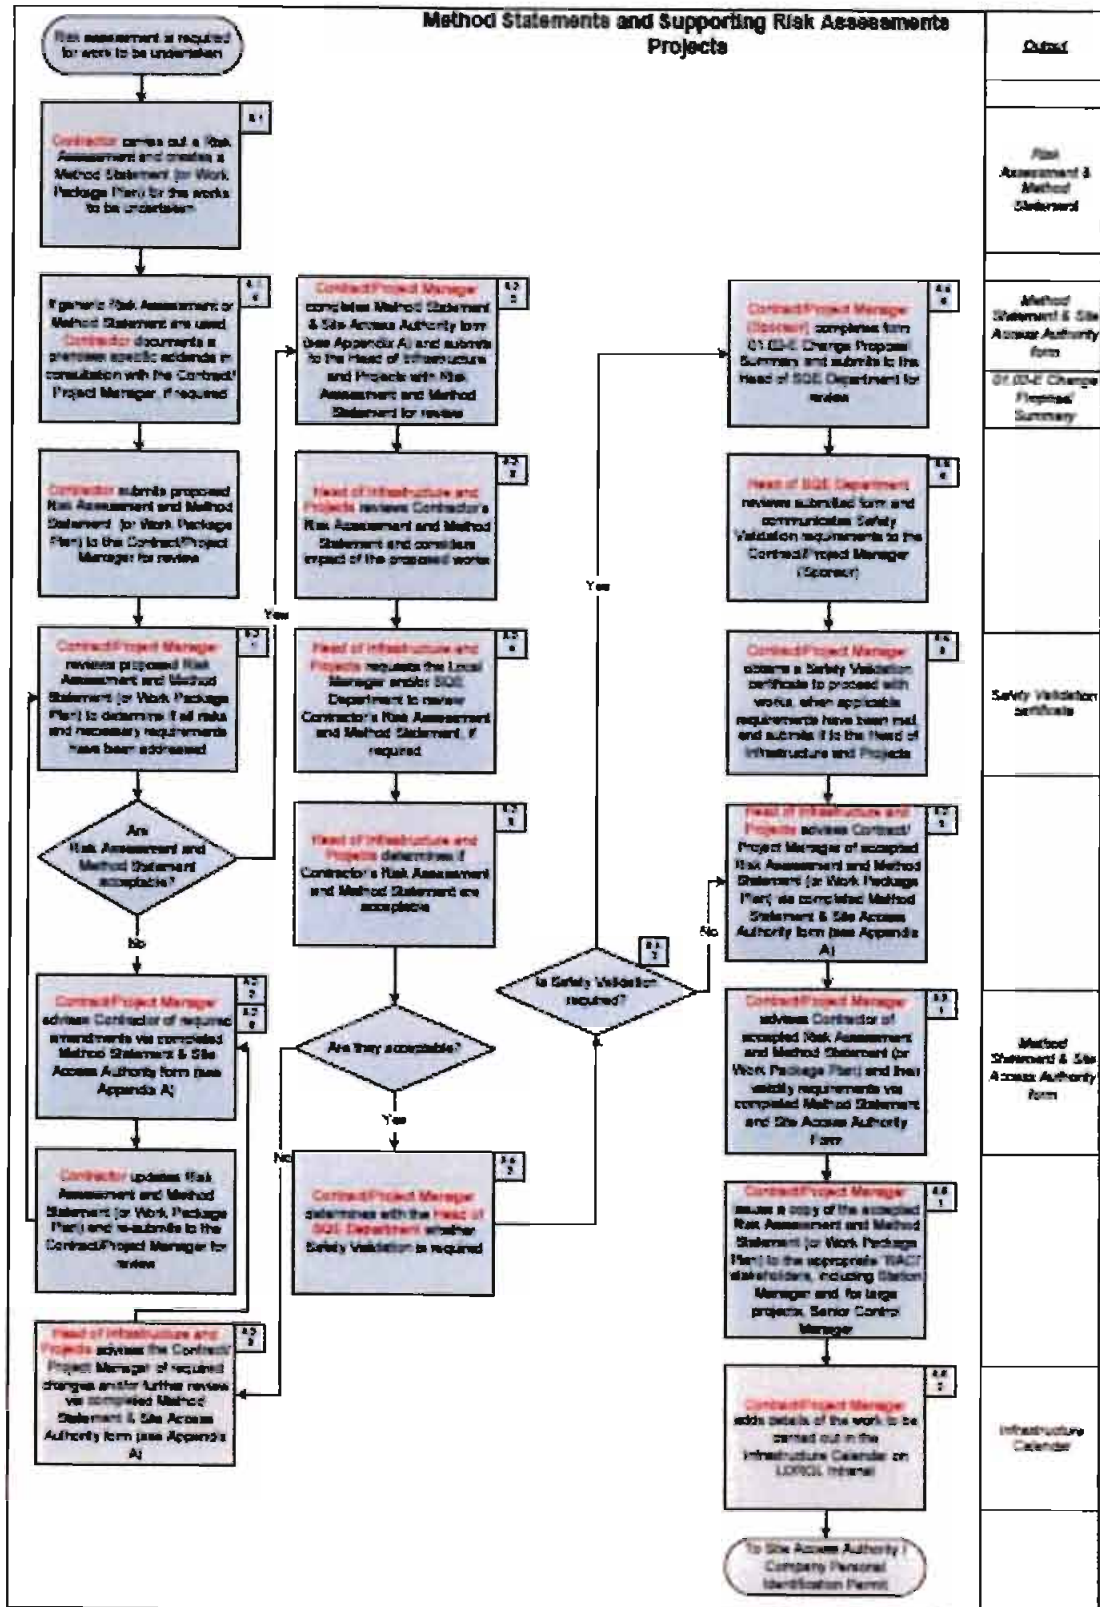 Method Statements and Supporting Risk Assessments
Projects
Output
Risk assessment is required
for work to be undertaken
Contractor carries out a Risk
Assessment and creates a
Method Statement (or Work
Package Plan) for the works
to be undertaken
If generic Risk Assessment or
Method Statement are used
Contractor documents a
premises specific addenda in
consultation with the Contract/
Project Manager, if required
Contractor submits proposed
Risk Assessment and Method
Statement (or Work Package
Plan) to the Contract/Project
Manager for review
Contract/Project Manager
reviews proposed Risk
Assessment and Method
Statement (or Work Package
Plan) to determine if all risks
and necessary requirements
have been addressed
Are
Risk Assessment and
Method Statement
acceptable?
Yes
No
Contract/Project Manager
advises Contractor of required
amendments via completed
Method Statement & Site
Access Authority form (see
Appendix A)
Contractor updates Risk
Assessment and Method
Statement (or Work Package
Plan) and re-submits to the
Contract/Project Manager for
review
Head of Infrastructure and
Projects advises the Contract/
Project Manager of required
changes and/or further review
via completed Method
Statement & Site Access
Authority form (see Appendix
A)
Contract/Project Manager
completes Method Statement
& Site Access Authority form
(see Appendix A) and submits
to the Head of Infrastructure
and Projects with Risk
Assessment and Method
Statement for review
Head of Infrastructure and
Projects reviews Contractor's
Risk Assessment and Method
Statement and considers
impact of the proposed works
Head of Infrastructure and
Projects requests the Local
Manager and/or SQE
Department to review
Contractor's Risk Assessment
and Method Statement, if
required
Head of Infrastructure and
Projects determines if
Contractor's Risk Assessment
and Method Statement are
acceptable
Are they acceptable?
Yes
No
Contract/Project Manager
determines with the Head of
SQE Department whether
Safety Validation is required
Is Safety Validation
required?
Yes
No
Contract/Project Manager
(Sponsor) completes form
01.02-E Change Proposal
Summary and submits to the
Head of SQE Department for
review
Head of SQE Department
reviews submitted form and
communicates Safety
Validation requirements to the
Contract/Project Manager
(Sponsor)
Contract/Project Manager
obtains a Safety Validation
certificate to proceed with
works, when applicable
requirements have been met,
and submits it to the Head of
Infrastructure and Projects
Head of Infrastructure and
Projects advises Contract/
Project Manager of accepted
Risk Assessment and Method
Statement (or Work Package
Plan) via completed Method
Statement & Site Access
Authority form (see Appendix
A)
Contract/Project Manager
advises Contractor of
accepted Risk Assessment
and Method Statement (or
Work Package Plan) and their
validity requirements via
completed Method Statement
and Site Access Authority
Form
Contract/Project Manager
issues a copy of the accepted
Risk Assessment and Method
Statement (or Work Package
Plan) to the appropriate 'RACI'
stakeholders, including Station
Manager and, for large
projects, Senior Control
Manager
Contract/Project Manager
adds details of the work to be
carried out in the
Infrastructure Calendar on
LOROL intranet
To Site Access Authority /
Company Personal
Identification Permit
Risk
Assessment &
Method
Statement
Method
Statement & Site
Access Authority
form
01.02-E Change
Proposal
Summary
Safety Validation
certificate
Method
Statement & Site
Access Authority
form
Infrastructure
Calendar